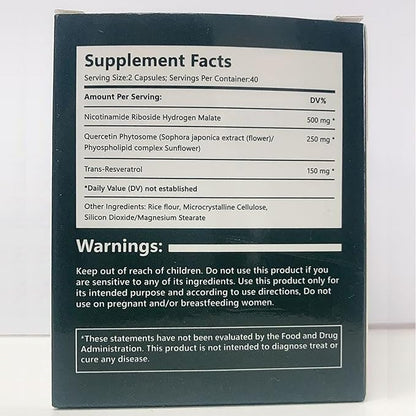 Supplement Facts
Serving Size:2 Capsules; Servings Per Container:40
Amount Per Serving: DV%
Nicotinamide Riboside Hydrogen Malate 500 mg *
Quercetin Phytosome (Sophora japonica extract (flower)/ 250 mg *
Phyospholipid complex Sunflower)
Trans-Resveratrol 150 mg *
*Daily Value (DV) not established
Other Ingredients: Rice flour, Microcrystalline Cellulose,
Silicon Dioxide/Magnesium Stearate
Warnings:
Keep out of reach of children. Do not use this product if you
are sensitive to any of its ingredients. Use this product only for
its intended purpose and according to use directions, Do not
use on pregnant and/or breastfeeding women.
*These statements have not been evaluated by the Food and Drug
Administration. This product is not intended to diagnose treat or
cure any disease.